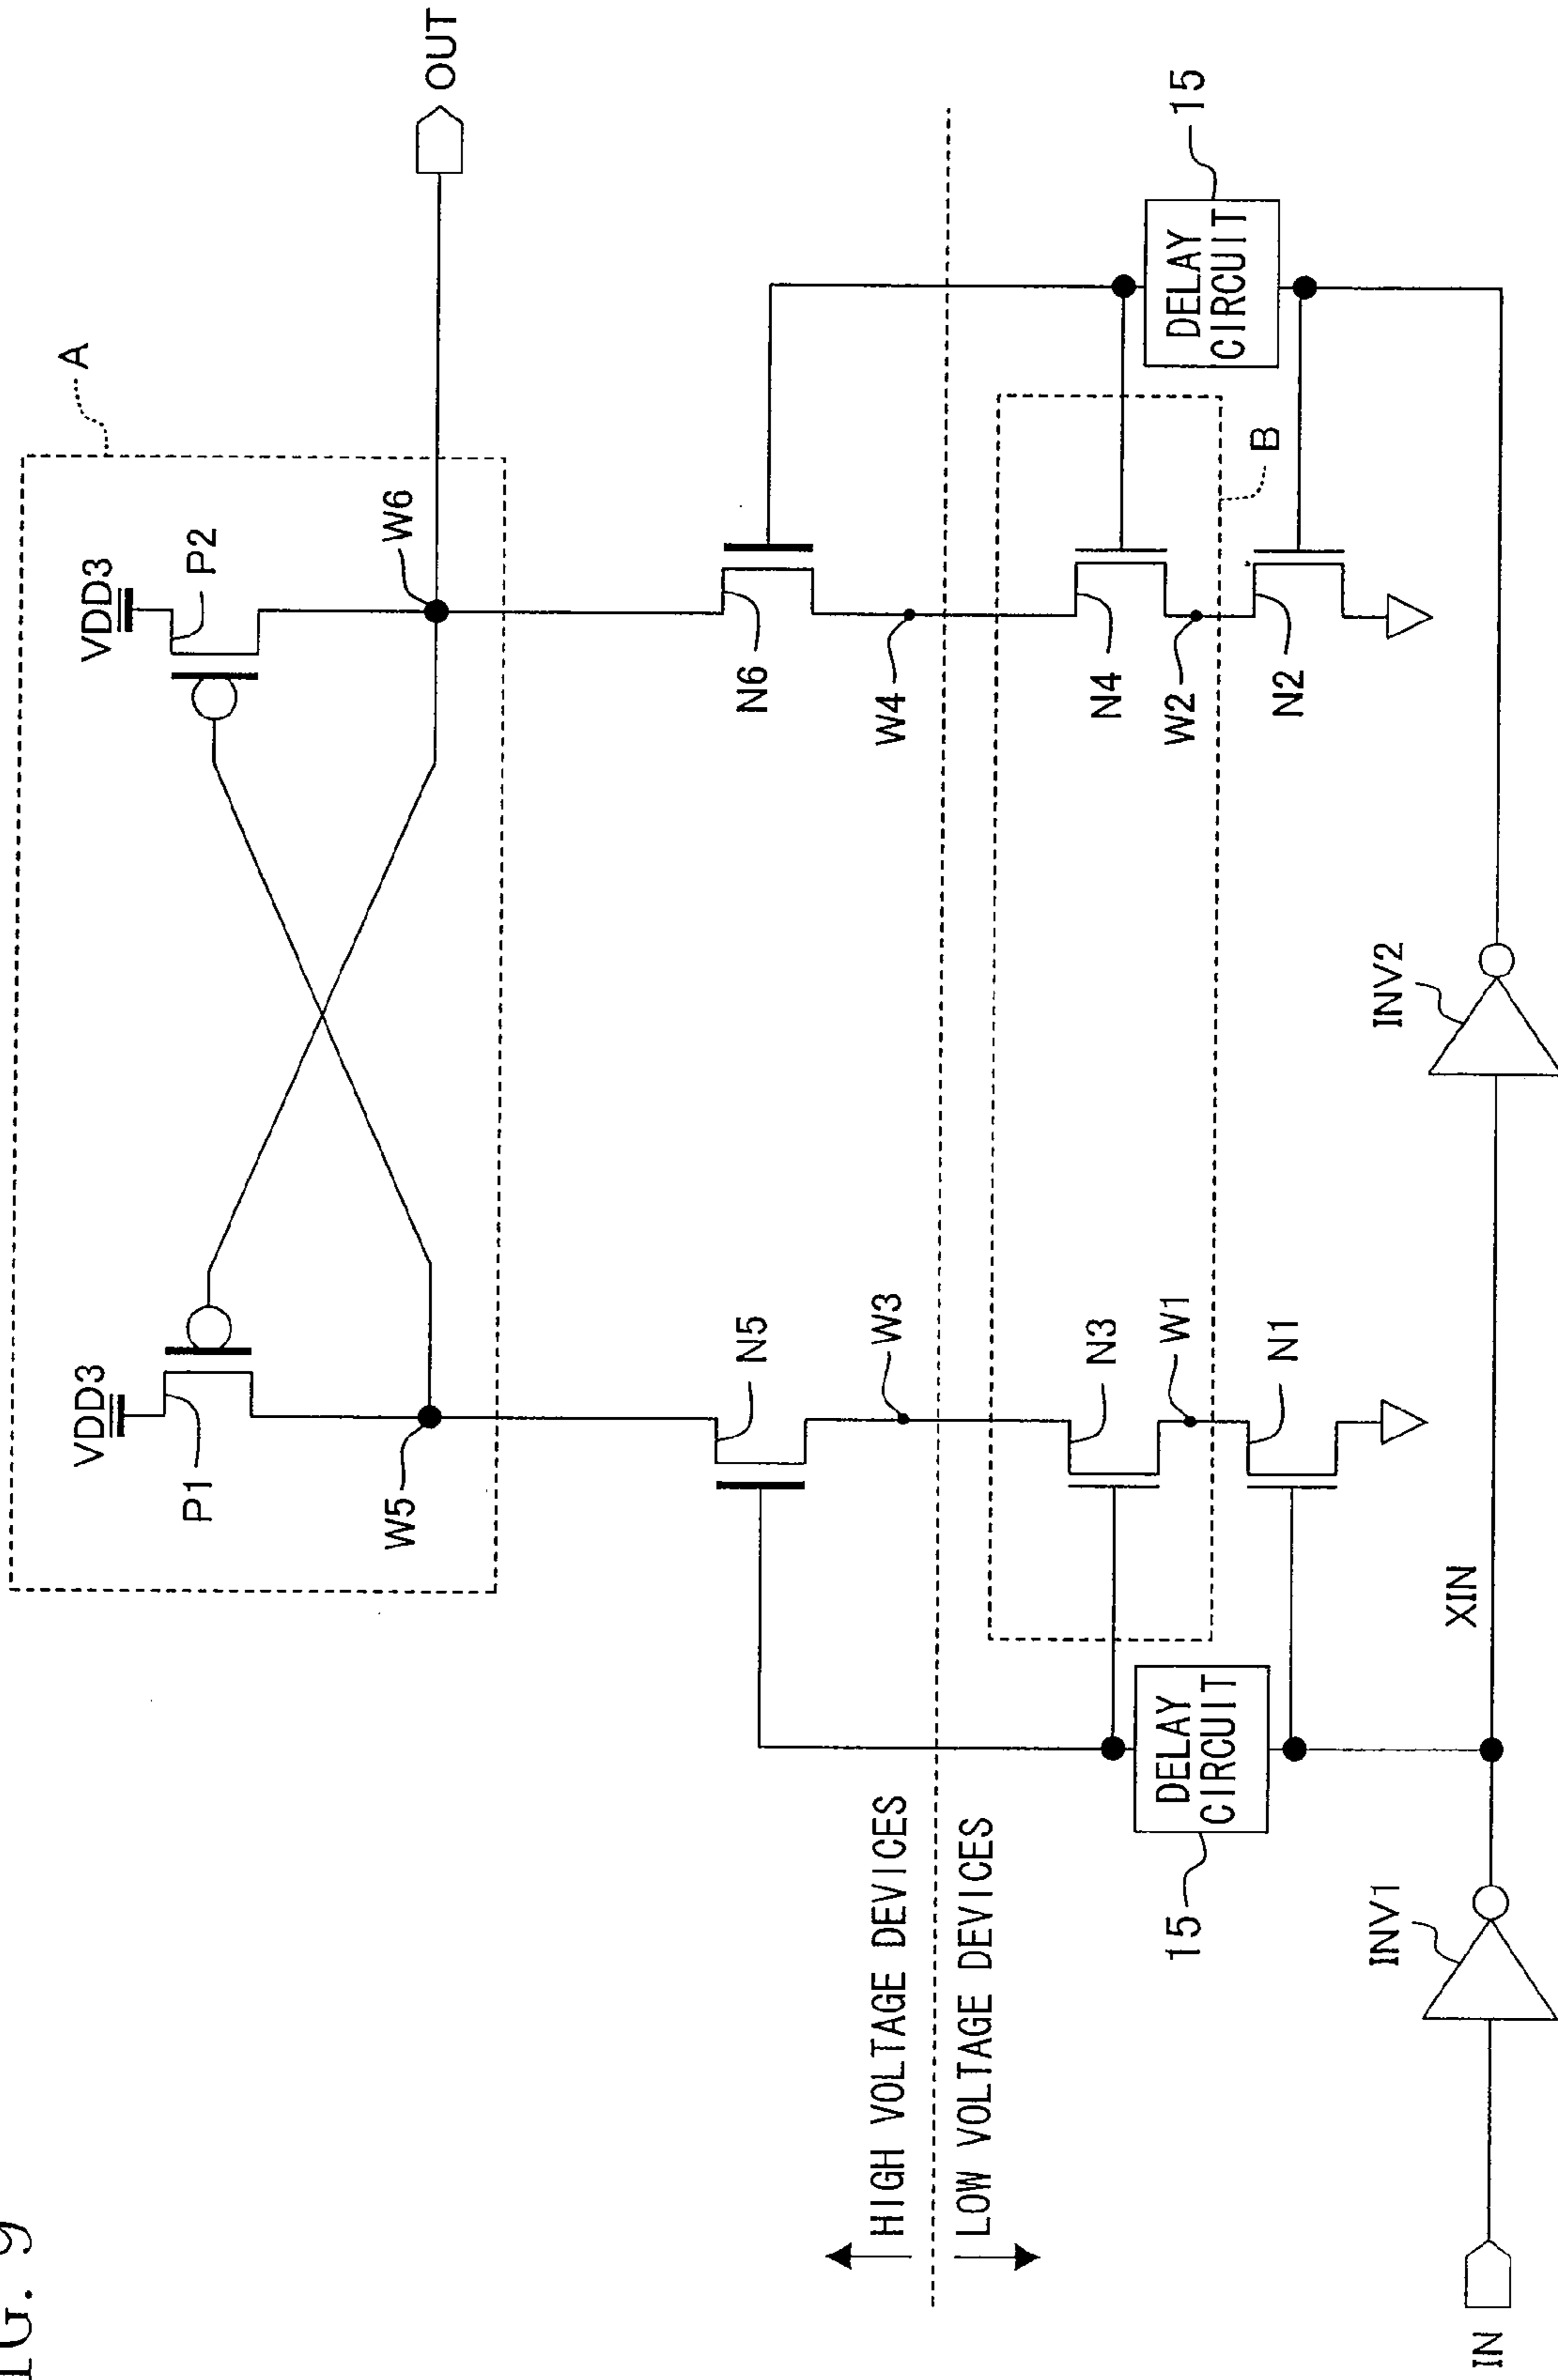 FIG. 9
A
VDD3
VDD3
P1
P2
W5
W6
OUT
N5
N6
W3
W4
HIGH VOLTAGE DEVICES
LOW VOLTAGE DEVICES
N3
N4
B
15
DELAY
CIRCUIT
W1
W2
DELAY
CIRCUIT
15
N1
N2
XIN
INV1
INV2
IN